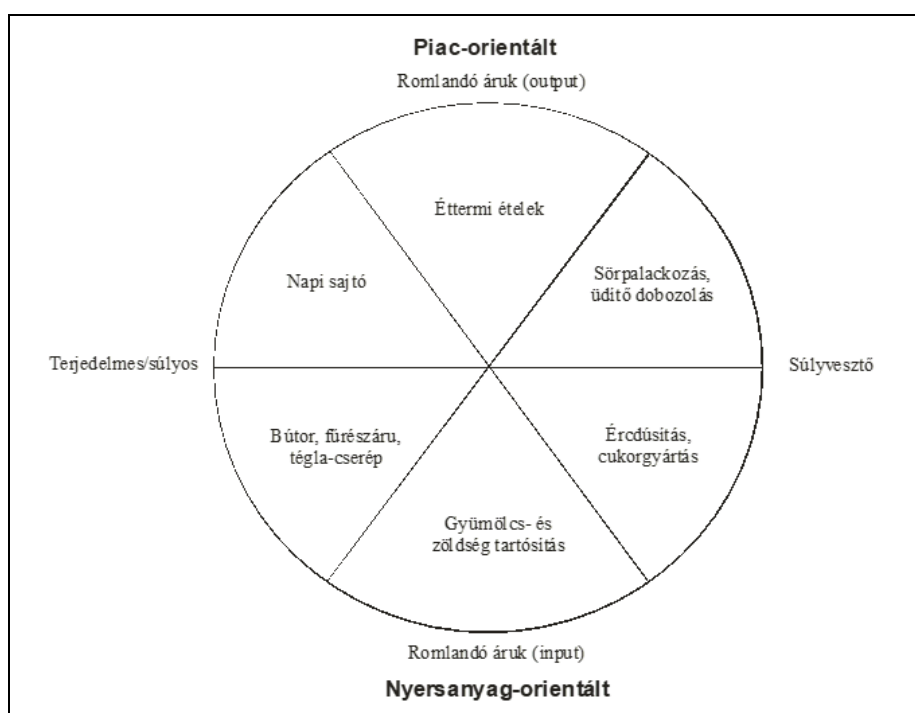 Piac-orientált
Romlandó áruk (output)
Éttermi ételek
Napi sajtó
Sörpalackozás,
üdítő dobozolás
Terjedelmes/súlyos
Súlyvesztő
Bútor, fűrészáru,
tégla-cserép
Ércdúsítás,
cukorgyártás
Gyümölcs- és
zöldség tartósítás
Romlandó áruk (input)
Nyersanyag-orientált